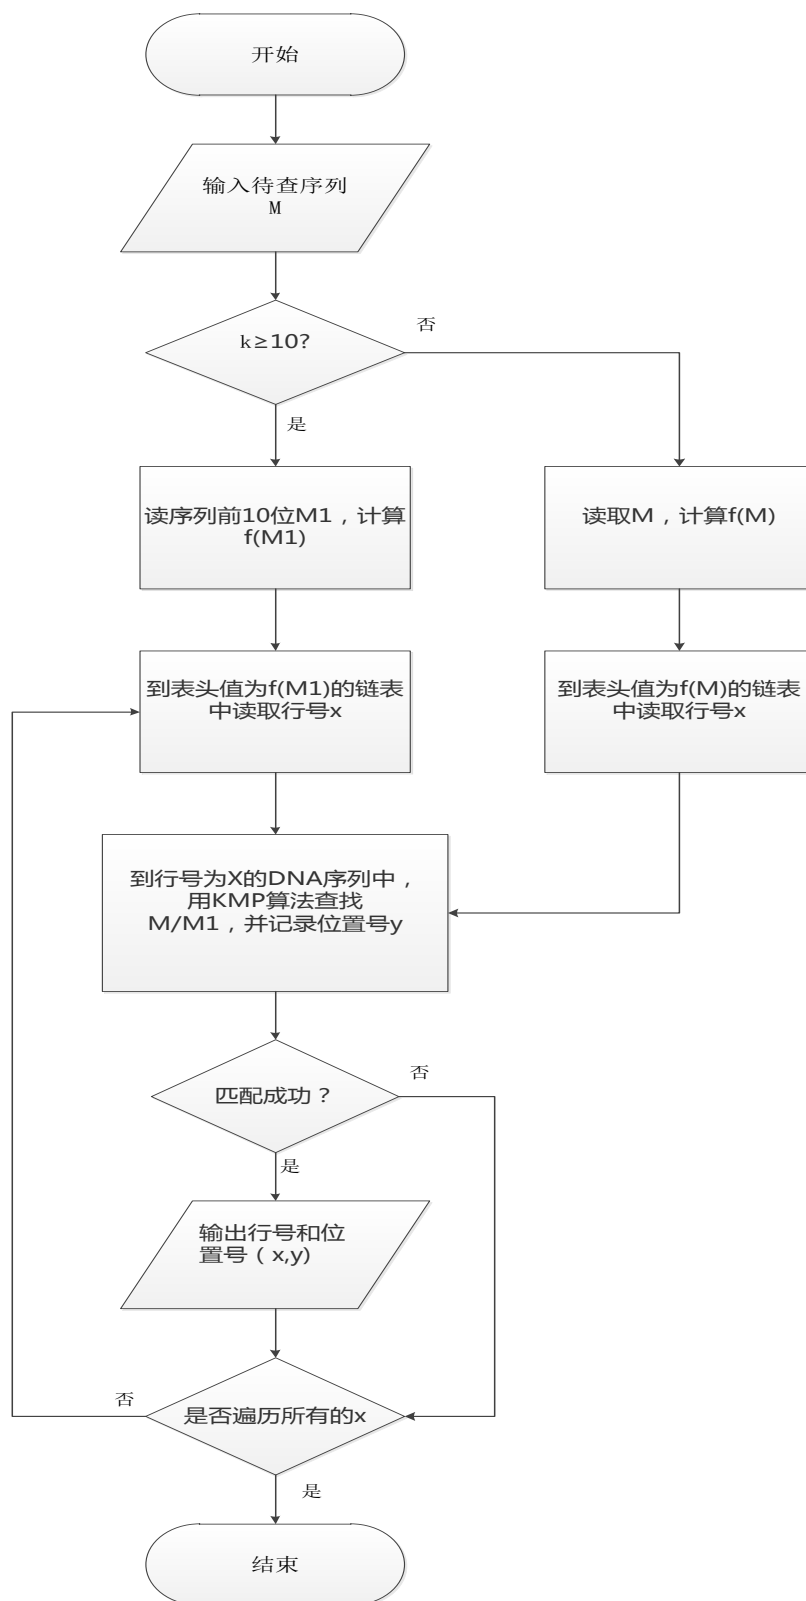 开始
输入待查序列
M
k≥10?
否
是
读序列前10位M1，计算
f(M1)
读取M，计算f(M)
到表头值为f(M1)的链表
中读取行号x
到表头值为f(M)的链表
中读取行号x
到行号为X的DNA序列中，
用KMP算法查找
M/M1，并记录位置号y
匹配成功？
否
是
输出行号和位
置号（x,y)
否
是否遍历所有的x
是
结束